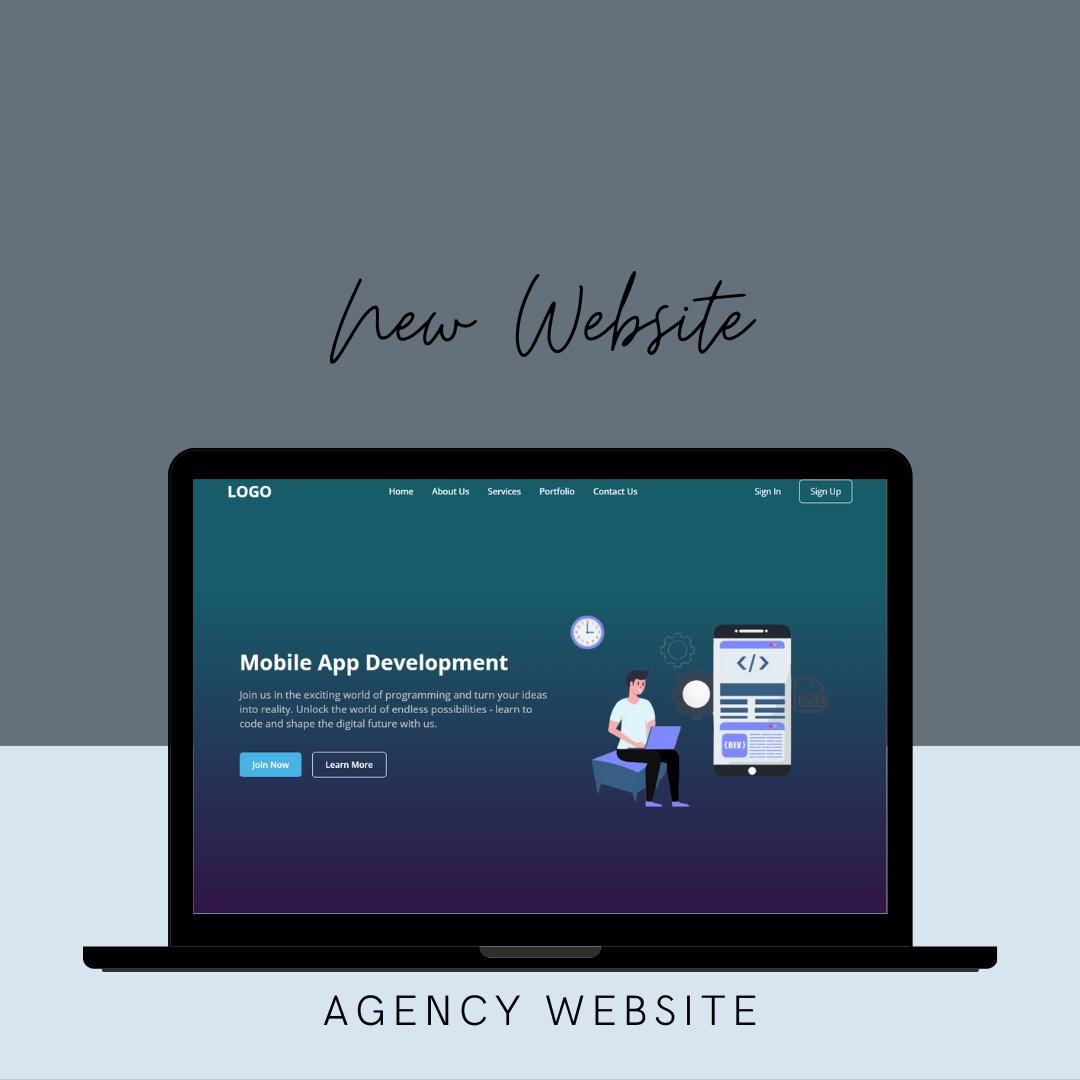 New Website
LOGO
Home About Us Services Portfolio Contact Us
Sign In Sign Up
</>
Mobile App Development
Join us in the exciting world of programming and turn your ideas
into reality. Unlock the world of endless possibilities - learn to
code and shape the digital future with us.
{DEV}
Join Now Learn More
AGENCY WEBSITE